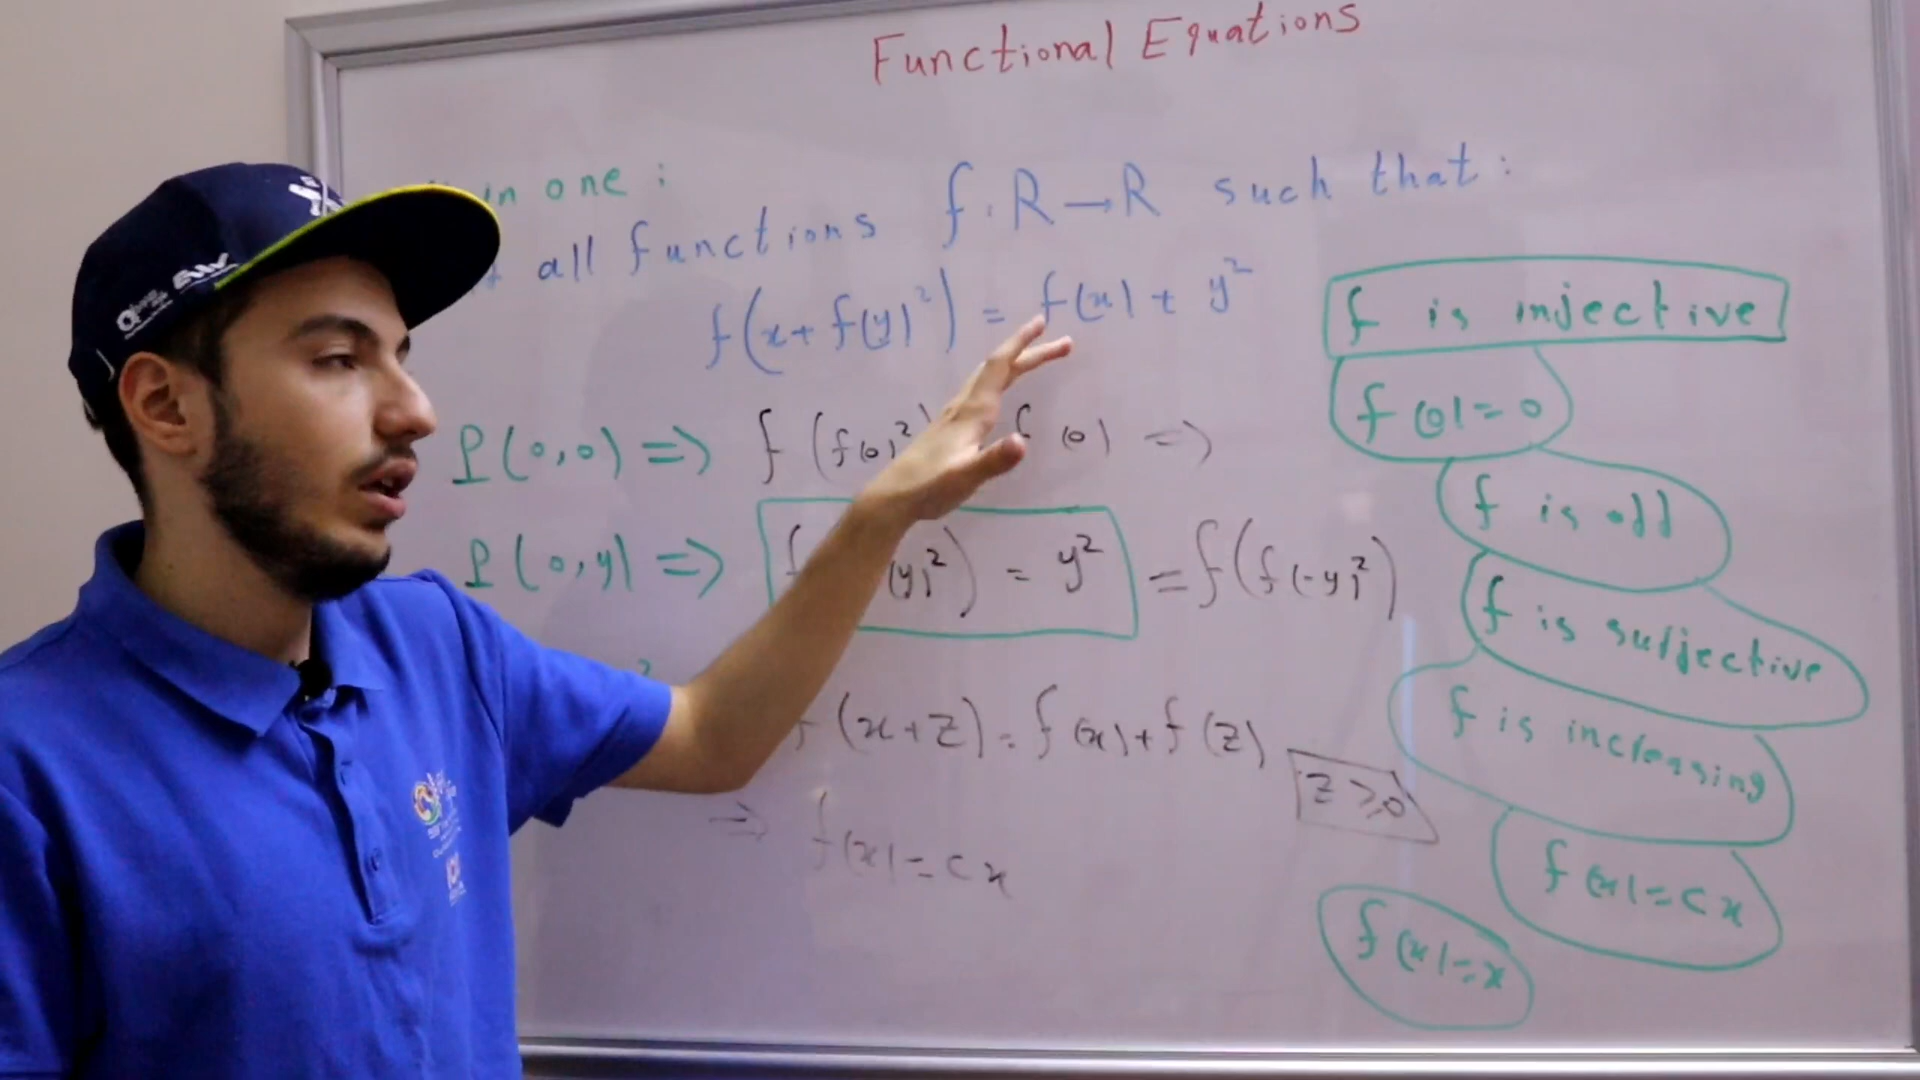 Functional Equations
in one :
all functions f : R → R such that :
f(x + f(y)²) = f(x) + y²
f is injective
f(0) = 0
P(0,0) => f(f(0)²) f(0) =>
f is odd
P(0,y) => f (y)²) = y² = f(f(-y)²)
f is surjective
f(x+z) = f(x) + f(z)
z ≥ 0
f is increasing
=> f(x) = cx
f(x) = cx
f(x) = x